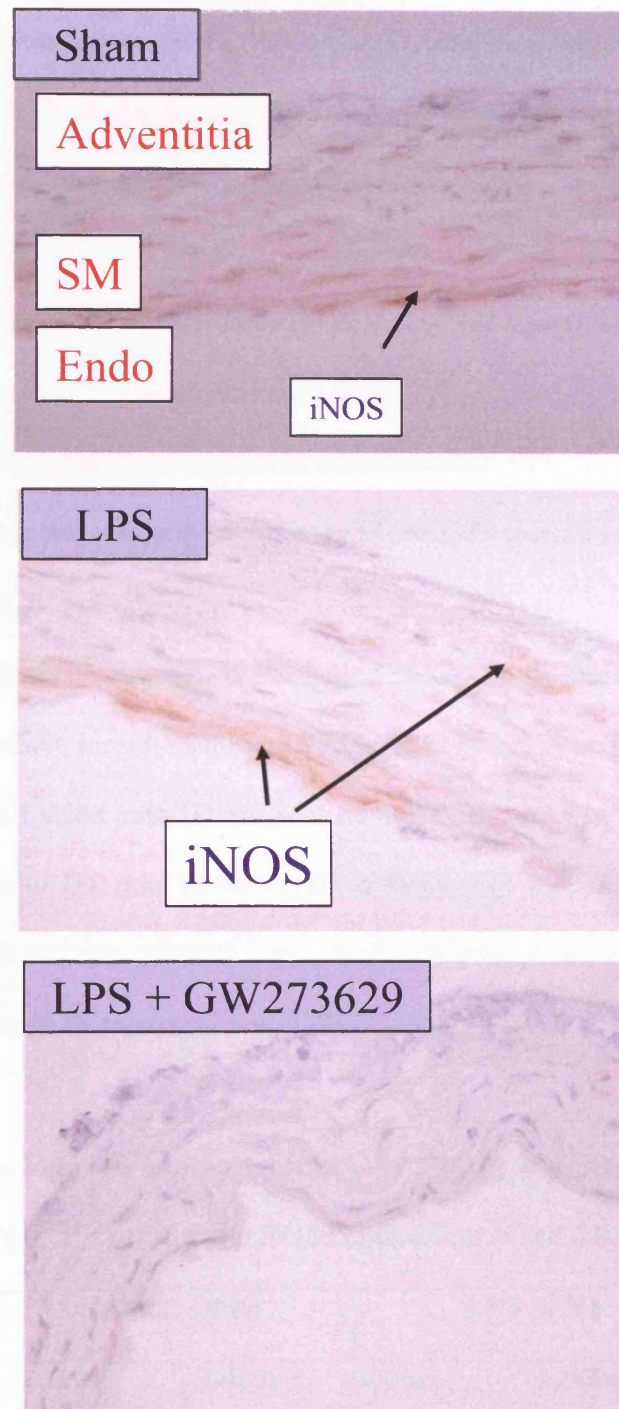 Sham
Adventitia
SM
Endo
iNOS
LPS
iNOS
LPS + GW273629